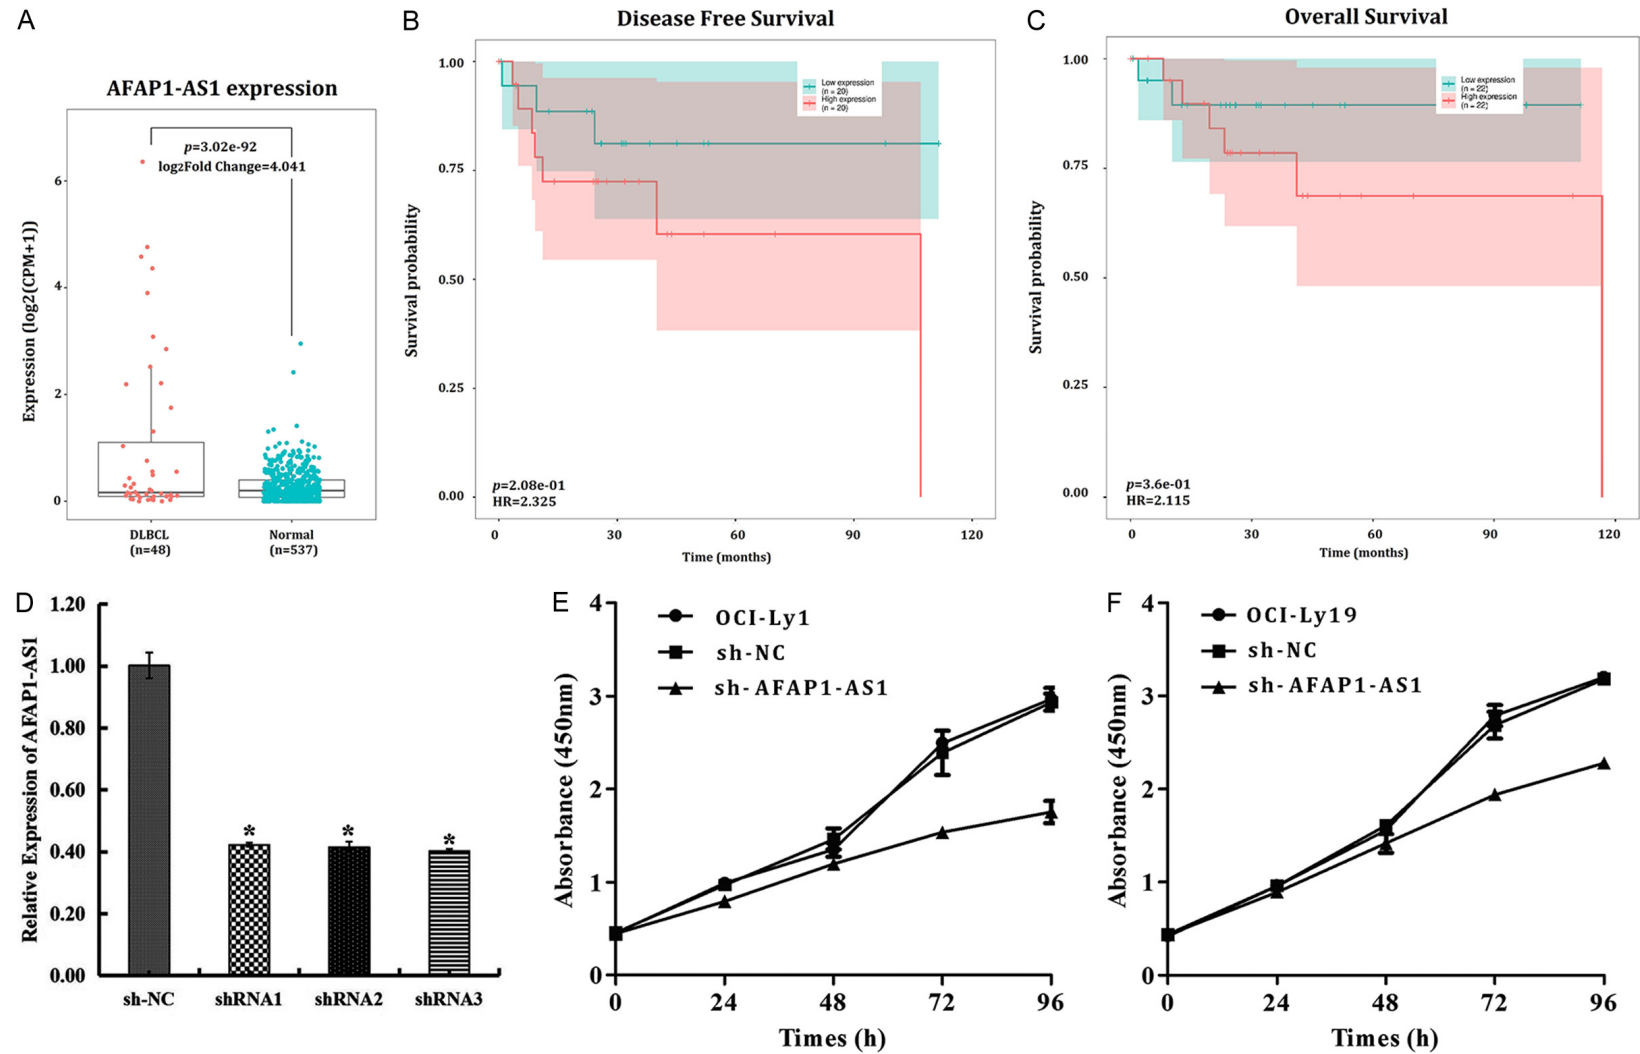 A
AFAP1-AS1 expression
p=3.02e-92
log2Fold Change=4.041
Expression (log2(CPM+1))
6
4
2
0
DLBCL
(n=48)
Normal
(n=537)
B
Disease Free Survival
Low expression
(n = 20)
High expression
(n = 20)
Survival probability
1.00
0.75
0.50
0.25
0.00
p=2.08e-01
HR=2.325
0
30
60
90
120
Time (months)
C
Overall Survival
Low expression
(n = 22)
High expression
(n = 22)
Survival probability
1.00
0.75
0.50
0.25
0.00
p=3.6e-01
HR=2.115
0
30
60
90
120
Time (months)
D
Relative Expression of AFAP1-AS1
1.20
1.00
0.80
0.60
0.40
0.20
0.00
*
*
*
sh-NC
shRNA1
shRNA2
shRNA3
E
OCI-Ly1
sh-NC
sh-AFAP1-AS1
Absorbance (450nm)
4
3
2
1
0
0
24
48
72
96
Times (h)
F
OCI-Ly19
sh-NC
sh-AFAP1-AS1
Absorbance (450nm)
4
3
2
1
0
0
24
48
72
96
Times (h)